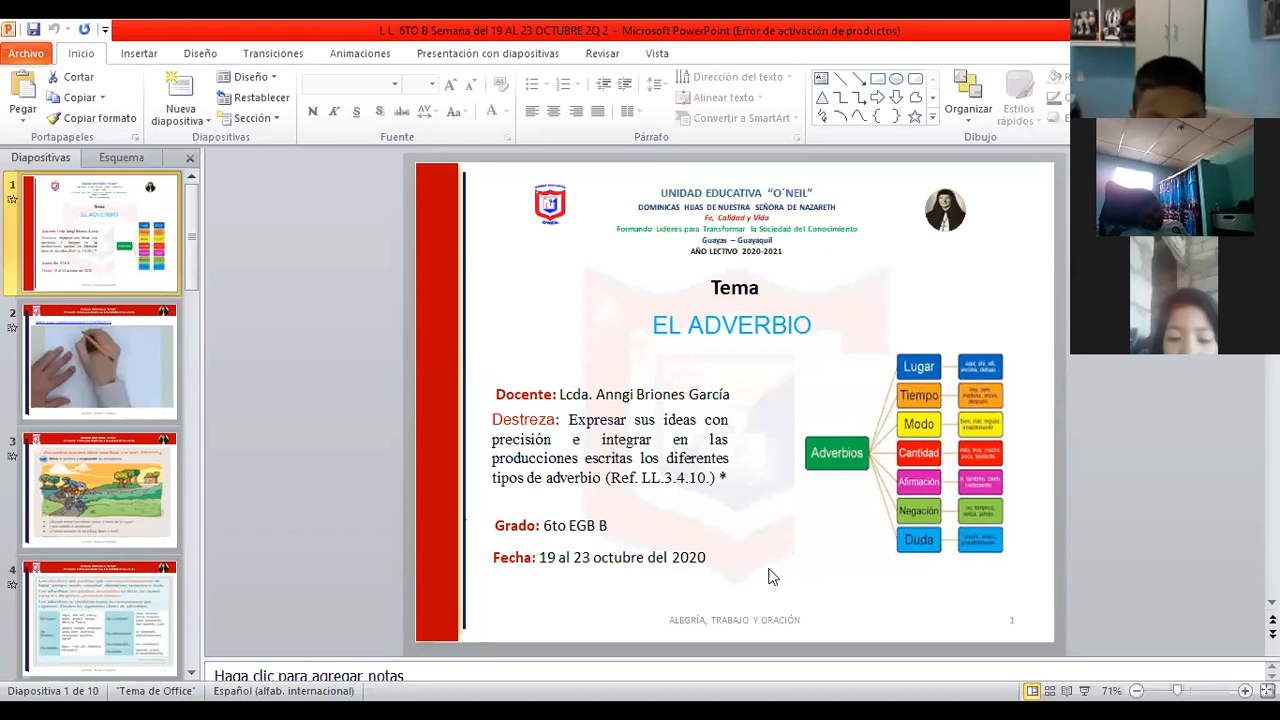 L L 6TO B Semana del 19 AL 23 OCTUBRE 2Q 2 - Microsoft PowerPoint (Error de activación de productos)
Archivo Inicio Insertar Diseño Transiciones Animaciones Presentación con diapositivas Revisar Vista
Pegar
Cortar
Copiar
Copiar formato
Portapapeles
Nueva diapositiva
Diseño
Restablecer
Sección
Diapositivas
N K S S abc AV Aa A
Fuente
Dirección del texto
Alinear texto
Convertir a SmartArt
Párrafo
Organizar
Estilos rápidos
Dibujo
Diapositivas Esquema
1
2
3
4
UNIDAD EDUCATIVA “O´NEIL”
DOMINICAS HIJAS DE NUESTRA SEÑORA DE NAZARETH
Fe, Calidad y Vida
Formando Líderes para Transformar la Sociedad del Conocimiento
Guayas – Guayaquil
AÑO LECTIVO 2020-2021
Tema
EL ADVERBIO
Docente: Lcda. Anngi Briones García
Destreza: Expresar sus ideas con
precisión e integrar en las
producciones escritas los diferentes
tipos de adverbio (Ref. LL.3.4.10.) *
Grado: 6to EGB B
Fecha: 19 al 23 octubre del 2020
Adverbios
Lugar
Tiempo
Modo
Cantidad
Afirmación
Negación
Duda
ALEGRÍA, TRABAJO Y ORACIÓN
1
Haga clic para agregar notas
Diapositiva 1 de 10 "Tema de Office" Español (alfab. internacional) 71%